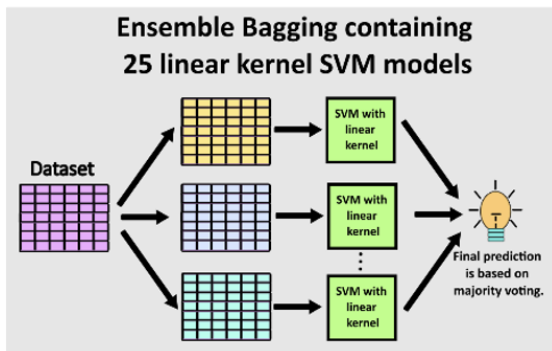 Ensemble Bagging containing
25 linear kernel SVM models
Dataset
SVM with
linear
kernel
SVM with
linear
kernel
SVM with
linear
kernel
Final prediction
is based on
majority voting.